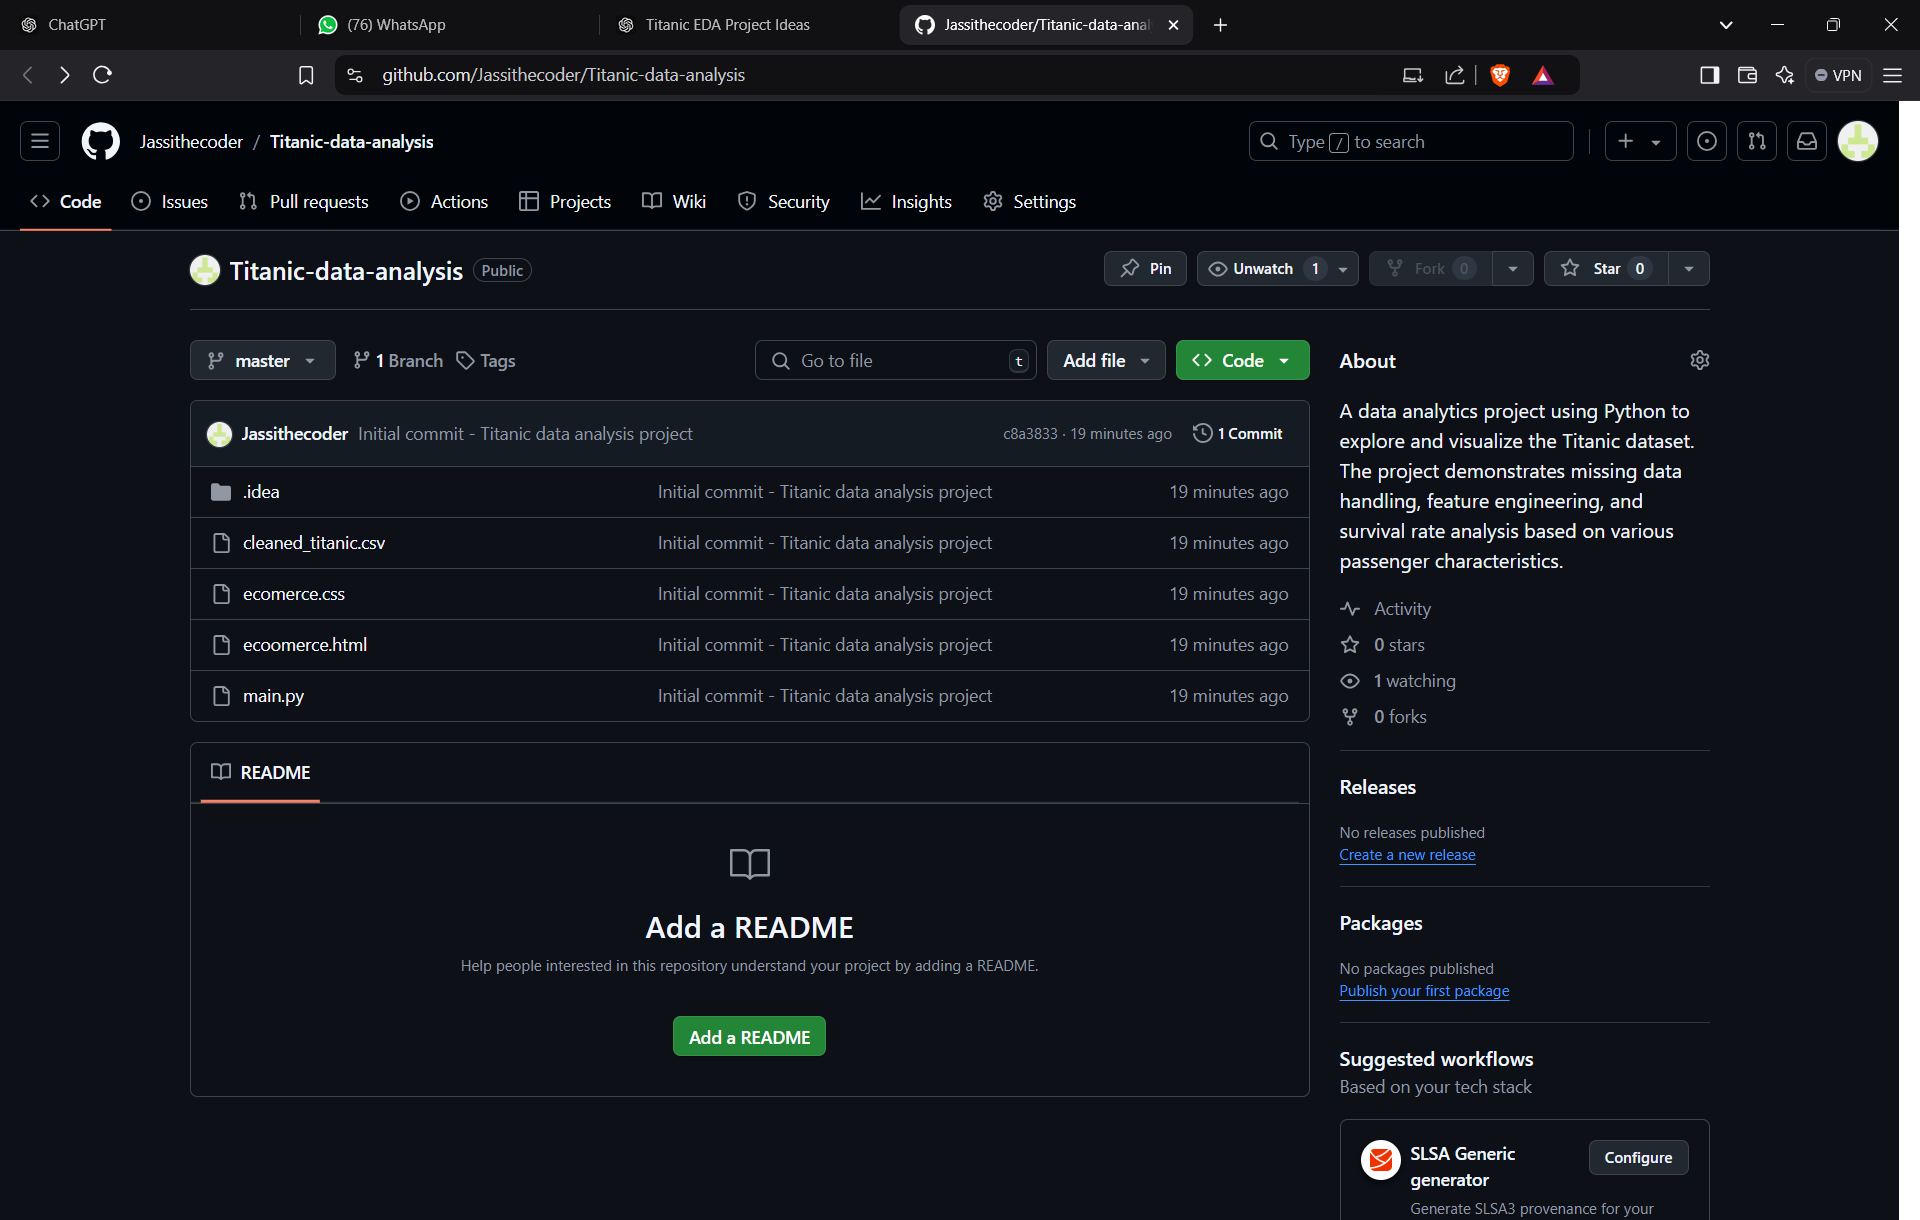 ChatGPT
(76) WhatsApp
Titanic EDA Project Ideas
Jassithecoder/Titanic-data-anal
github.com/Jassithecoder/Titanic-data-analysis
VPN
Jassithecoder / Titanic-data-analysis
Type / to search
Code
Issues
Pull requests
Actions
Projects
Wiki
Security
Insights
Settings
Titanic-data-analysis Public
Pin
Unwatch 1
Fork 0
Star 0
master
1 Branch
Tags
Go to file t
Add file
Code
Jassithecoder Initial commit - Titanic data analysis project c8a3833 · 19 minutes ago 1 Commit
.idea Initial commit - Titanic data analysis project 19 minutes ago
cleaned_titanic.csv Initial commit - Titanic data analysis project 19 minutes ago
ecomerce.css Initial commit - Titanic data analysis project 19 minutes ago
ecoomerce.html Initial commit - Titanic data analysis project 19 minutes ago
main.py Initial commit - Titanic data analysis project 19 minutes ago
README
Add a README
Help people interested in this repository understand your project by adding a README.
Add a README
About
A data analytics project using Python to
explore and visualize the Titanic dataset.
The project demonstrates missing data
handling, feature engineering, and
survival rate analysis based on various
passenger characteristics.
Activity
0 stars
1 watching
0 forks
Releases
No releases published
Create a new release
Packages
No packages published
Publish your first package
Suggested workflows
Based on your tech stack
SLSA Generic
generator
Configure
Generate SLSA3 provenance for your